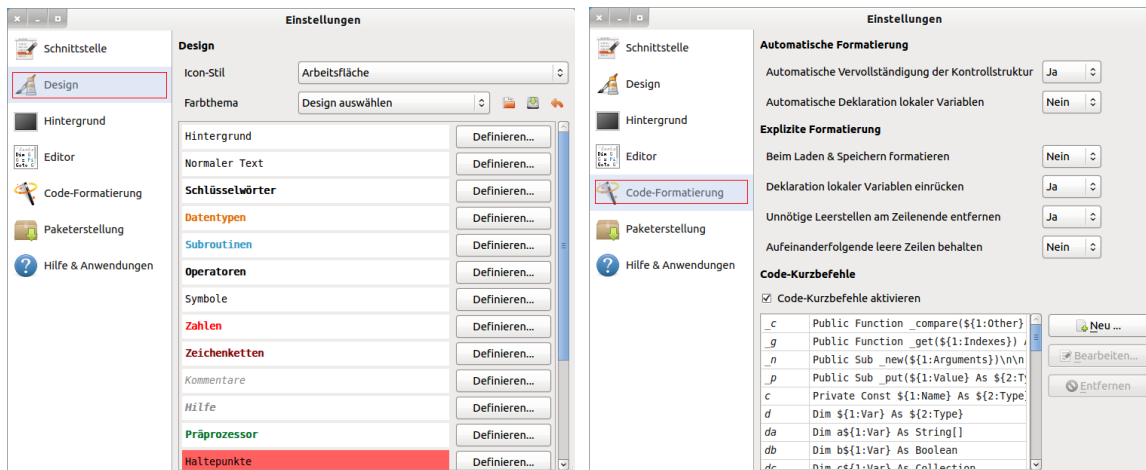 Einstellungen
Schnittstelle
Design
Hintergrund
Editor
Code-Formatierung
Paketerstellung
Hilfe & Anwendungen
Design
Icon-Stil Arbeitsfläche
Farbthema Design auswählen
Hintergrund Definieren...
Normaler Text Definieren...
Schlüsselwörter Definieren...
Datentypen Definieren...
Subroutinen Definieren...
Operatoren Definieren...
Symbole Definieren...
Zahlen Definieren...
Zeichenketten Definieren...
Kommentare Definieren...
Hilfe Definieren...
Präprozessor Definieren...
Haltepunkte Definieren...
Einstellungen
Schnittstelle
Design
Hintergrund
Editor
Code-Formatierung
Paketerstellung
Hilfe & Anwendungen
Automatische Formatierung
Automatische Vervollständigung der Kontrollstruktur Ja
Automatische Deklaration lokaler Variablen Nein
Explizite Formatierung
Beim Laden & Speichern formatieren Nein
Deklaration lokaler Variablen einrücken Ja
Unnötige Leerstellen am Zeilenende entfernen Ja
Aufeinanderfolgende leere Zeilen behalten Nein
Code-Kurzbefehle
Code-Kurzbefehle aktivieren
_c Public Function _compare(${1:Other}
_g Public Function _get(${1:Indexes})
_n Public Sub _new(${1:Arguments})\n\n
_p Public Sub _put(${1:Value} As ${2:Ty
c Private Const ${1:Name} As ${2:Type}
d Dim ${1:Var} As ${2:Type}
da Dim a${1:Var} As String[]
db Dim b${1:Var} As Boolean
dc Dim c${1:Var} As Collection
Neu ...
Bearbeiten...
Entfernen